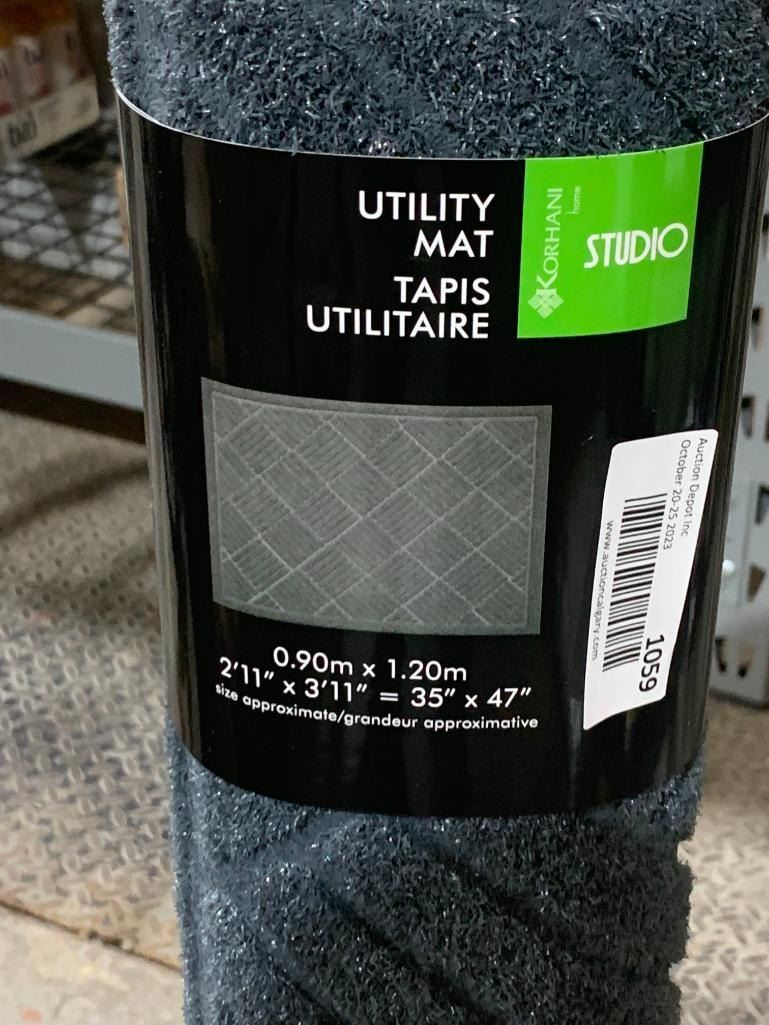 UTILITY
MAT
TAPIS
UTILITAIRE
KORHANI
home
STUDIO
0.90m x 1.20m
2'11" x 3'11" = 35" x 47"
size approximate/grandeur approximative
Auction Depot Inc
October 20-25 2023
1059
www.auctioncalgary.com